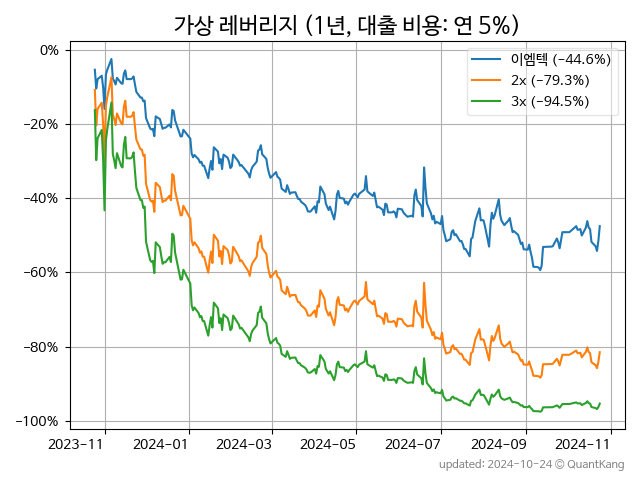 가상 레버리지 (1년, 대출 비용: 연 5%)
이엠텍 (−44.6%)
2x (−79.3%)
3x (−94.5%)
0%
−20%
−40%
−60%
−80%
−100%
2023−11 2024−01 2024−03 2024−05 2024−07 2024−09 2024−11
updated: 2024-10-24 © QuantKang